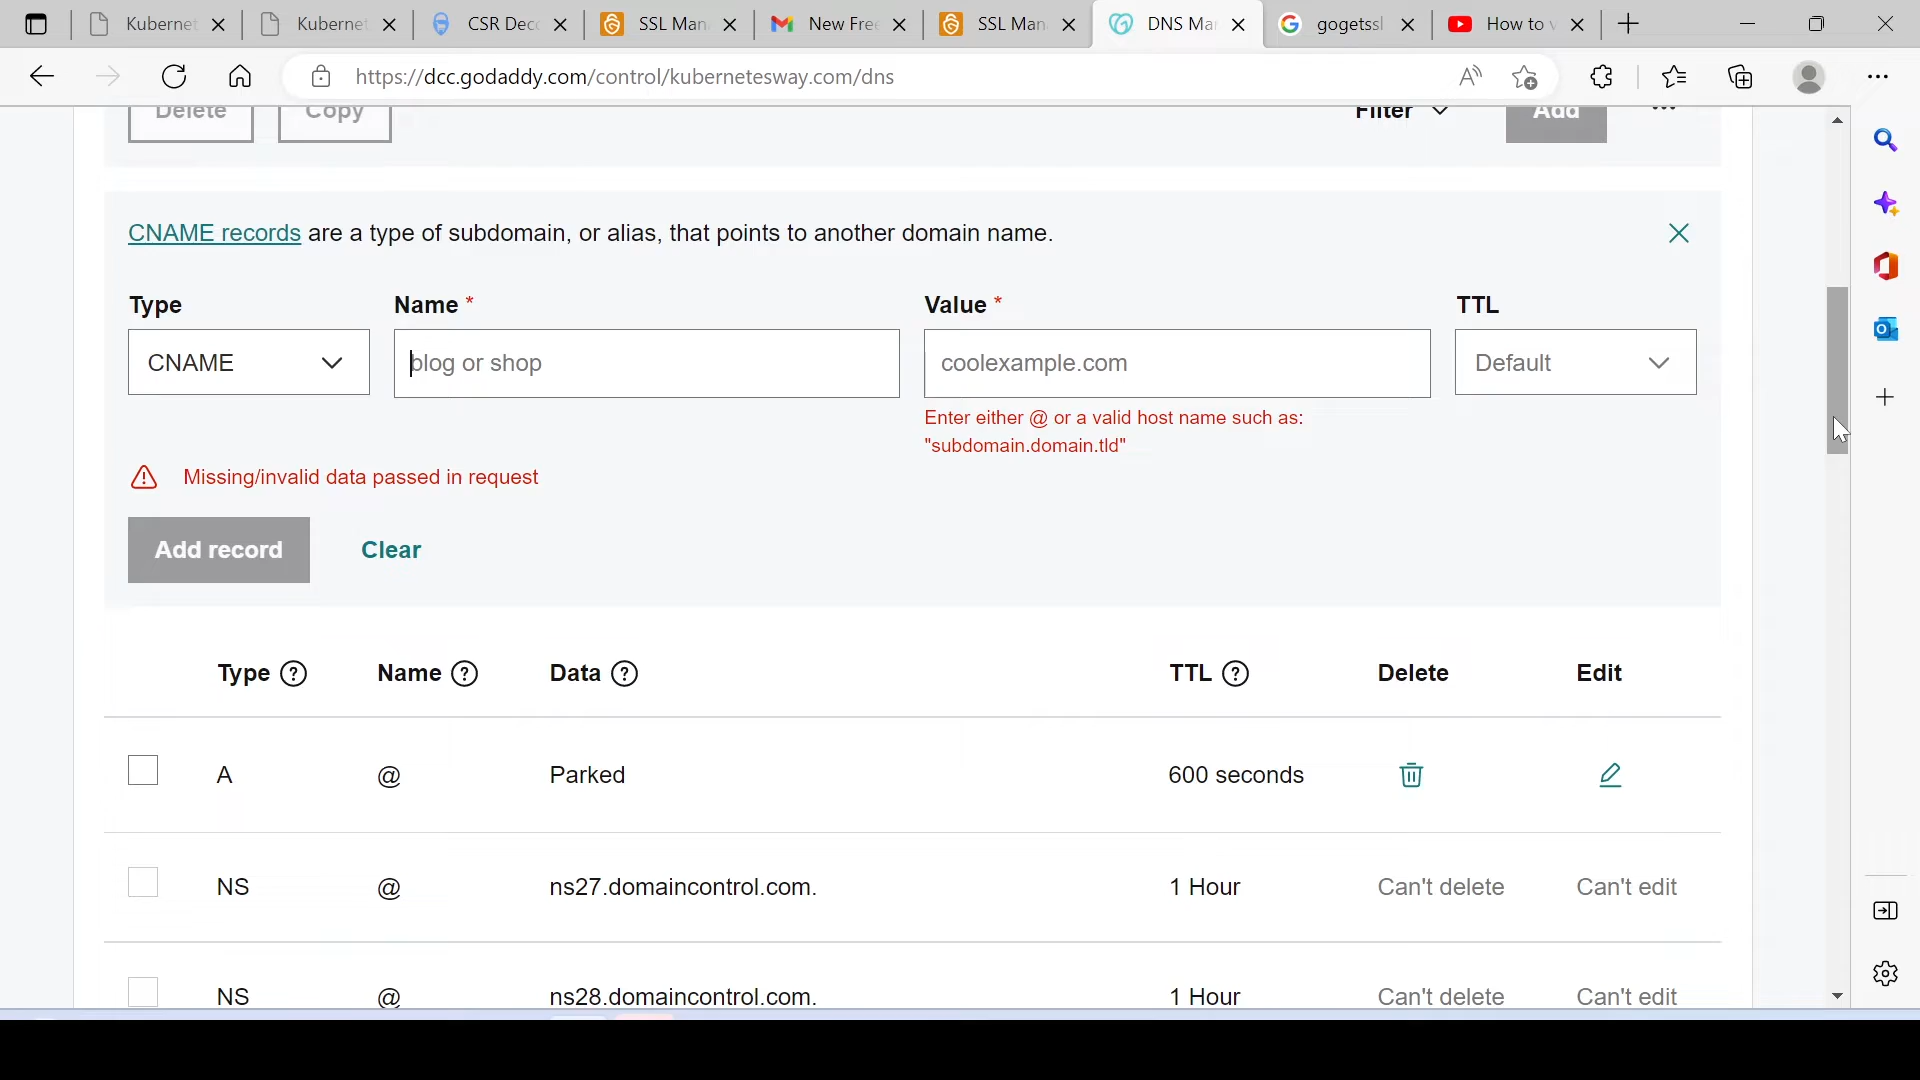 Kubernet
Kubernet
CSR Dec
SSL Man
New Free
SSL Man
DNS Ma
gogetssl
How to v
https://dcc.godaddy.com/control/kubernetesway.com/dns
Delete
Copy
Filter
Add
CNAME records are a type of subdomain, or alias, that points to another domain name.
Type
Name *
Value *
TTL
CNAME
blog or shop
coolexample.com
Default
Enter either @ or a valid host name such as:
"subdomain.domain.tld"
Missing/invalid data passed in request
Add record
Clear
Type ?
Name ?
Data ?
TTL ?
Delete
Edit
A
@
Parked
600 seconds
NS
@
ns27.domaincontrol.com.
1 Hour
Can't delete
Can't edit
NS
@
ns28.domaincontrol.com.
1 Hour
Can't delete
Can't edit